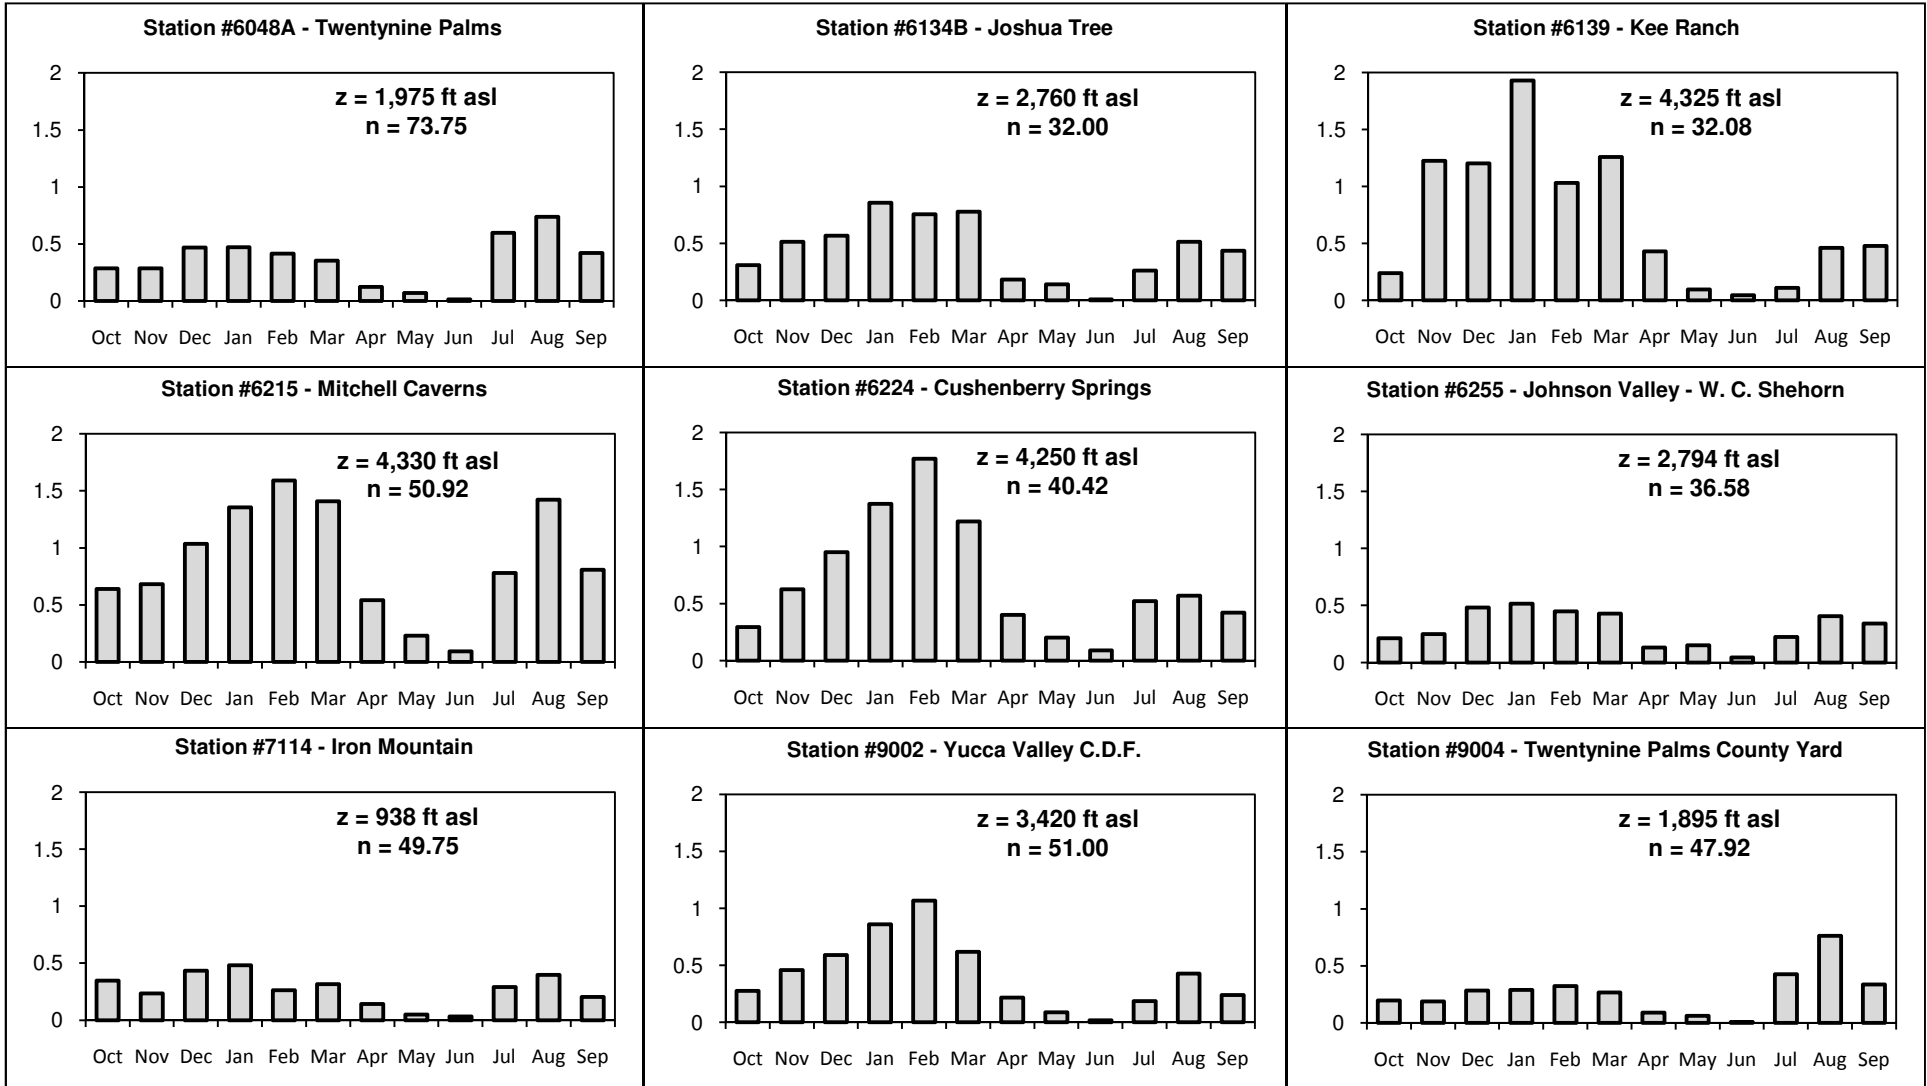 Station #6048A - Twentynine Palms
z = 1,975 ft asl
n = 73.75
2
1.5
1
0.5
0
Oct Nov Dec Jan Feb Mar Apr May Jun Jul Aug Sep
Station #6134B - Joshua Tree
z = 2,760 ft asl
n = 32.00
2
1.5
1
0.5
0
Oct Nov Dec Jan Feb Mar Apr May Jun Jul Aug Sep
Station #6139 - Kee Ranch
z = 4,325 ft asl
n = 32.08
2
1.5
1
0.5
0
Oct Nov Dec Jan Feb Mar Apr May Jun Jul Aug Sep
Station #6215 - Mitchell Caverns
z = 4,330 ft asl
n = 50.92
2
1.5
1
0.5
0
Oct Nov Dec Jan Feb Mar Apr May Jun Jul Aug Sep
Station #6224 - Cushenberry Springs
z = 4,250 ft asl
n = 40.42
2
1.5
1
0.5
0
Oct Nov Dec Jan Feb Mar Apr May Jun Jul Aug Sep
Station #6255 - Johnson Valley - W. C. Shehorn
z = 2,794 ft asl
n = 36.58
2
1.5
1
0.5
0
Oct Nov Dec Jan Feb Mar Apr May Jun Jul Aug Sep
Station #7114 - Iron Mountain
z = 938 ft asl
n = 49.75
2
1.5
1
0.5
0
Oct Nov Dec Jan Feb Mar Apr May Jun Jul Aug Sep
Station #9002 - Yucca Valley C.D.F.
z = 3,420 ft asl
n = 51.00
2
1.5
1
0.5
0
Oct Nov Dec Jan Feb Mar Apr May Jun Jul Aug Sep
Station #9004 - Twentynine Palms County Yard
z = 1,895 ft asl
n = 47.92
2
1.5
1
0.5
0
Oct Nov Dec Jan Feb Mar Apr May Jun Jul Aug Sep